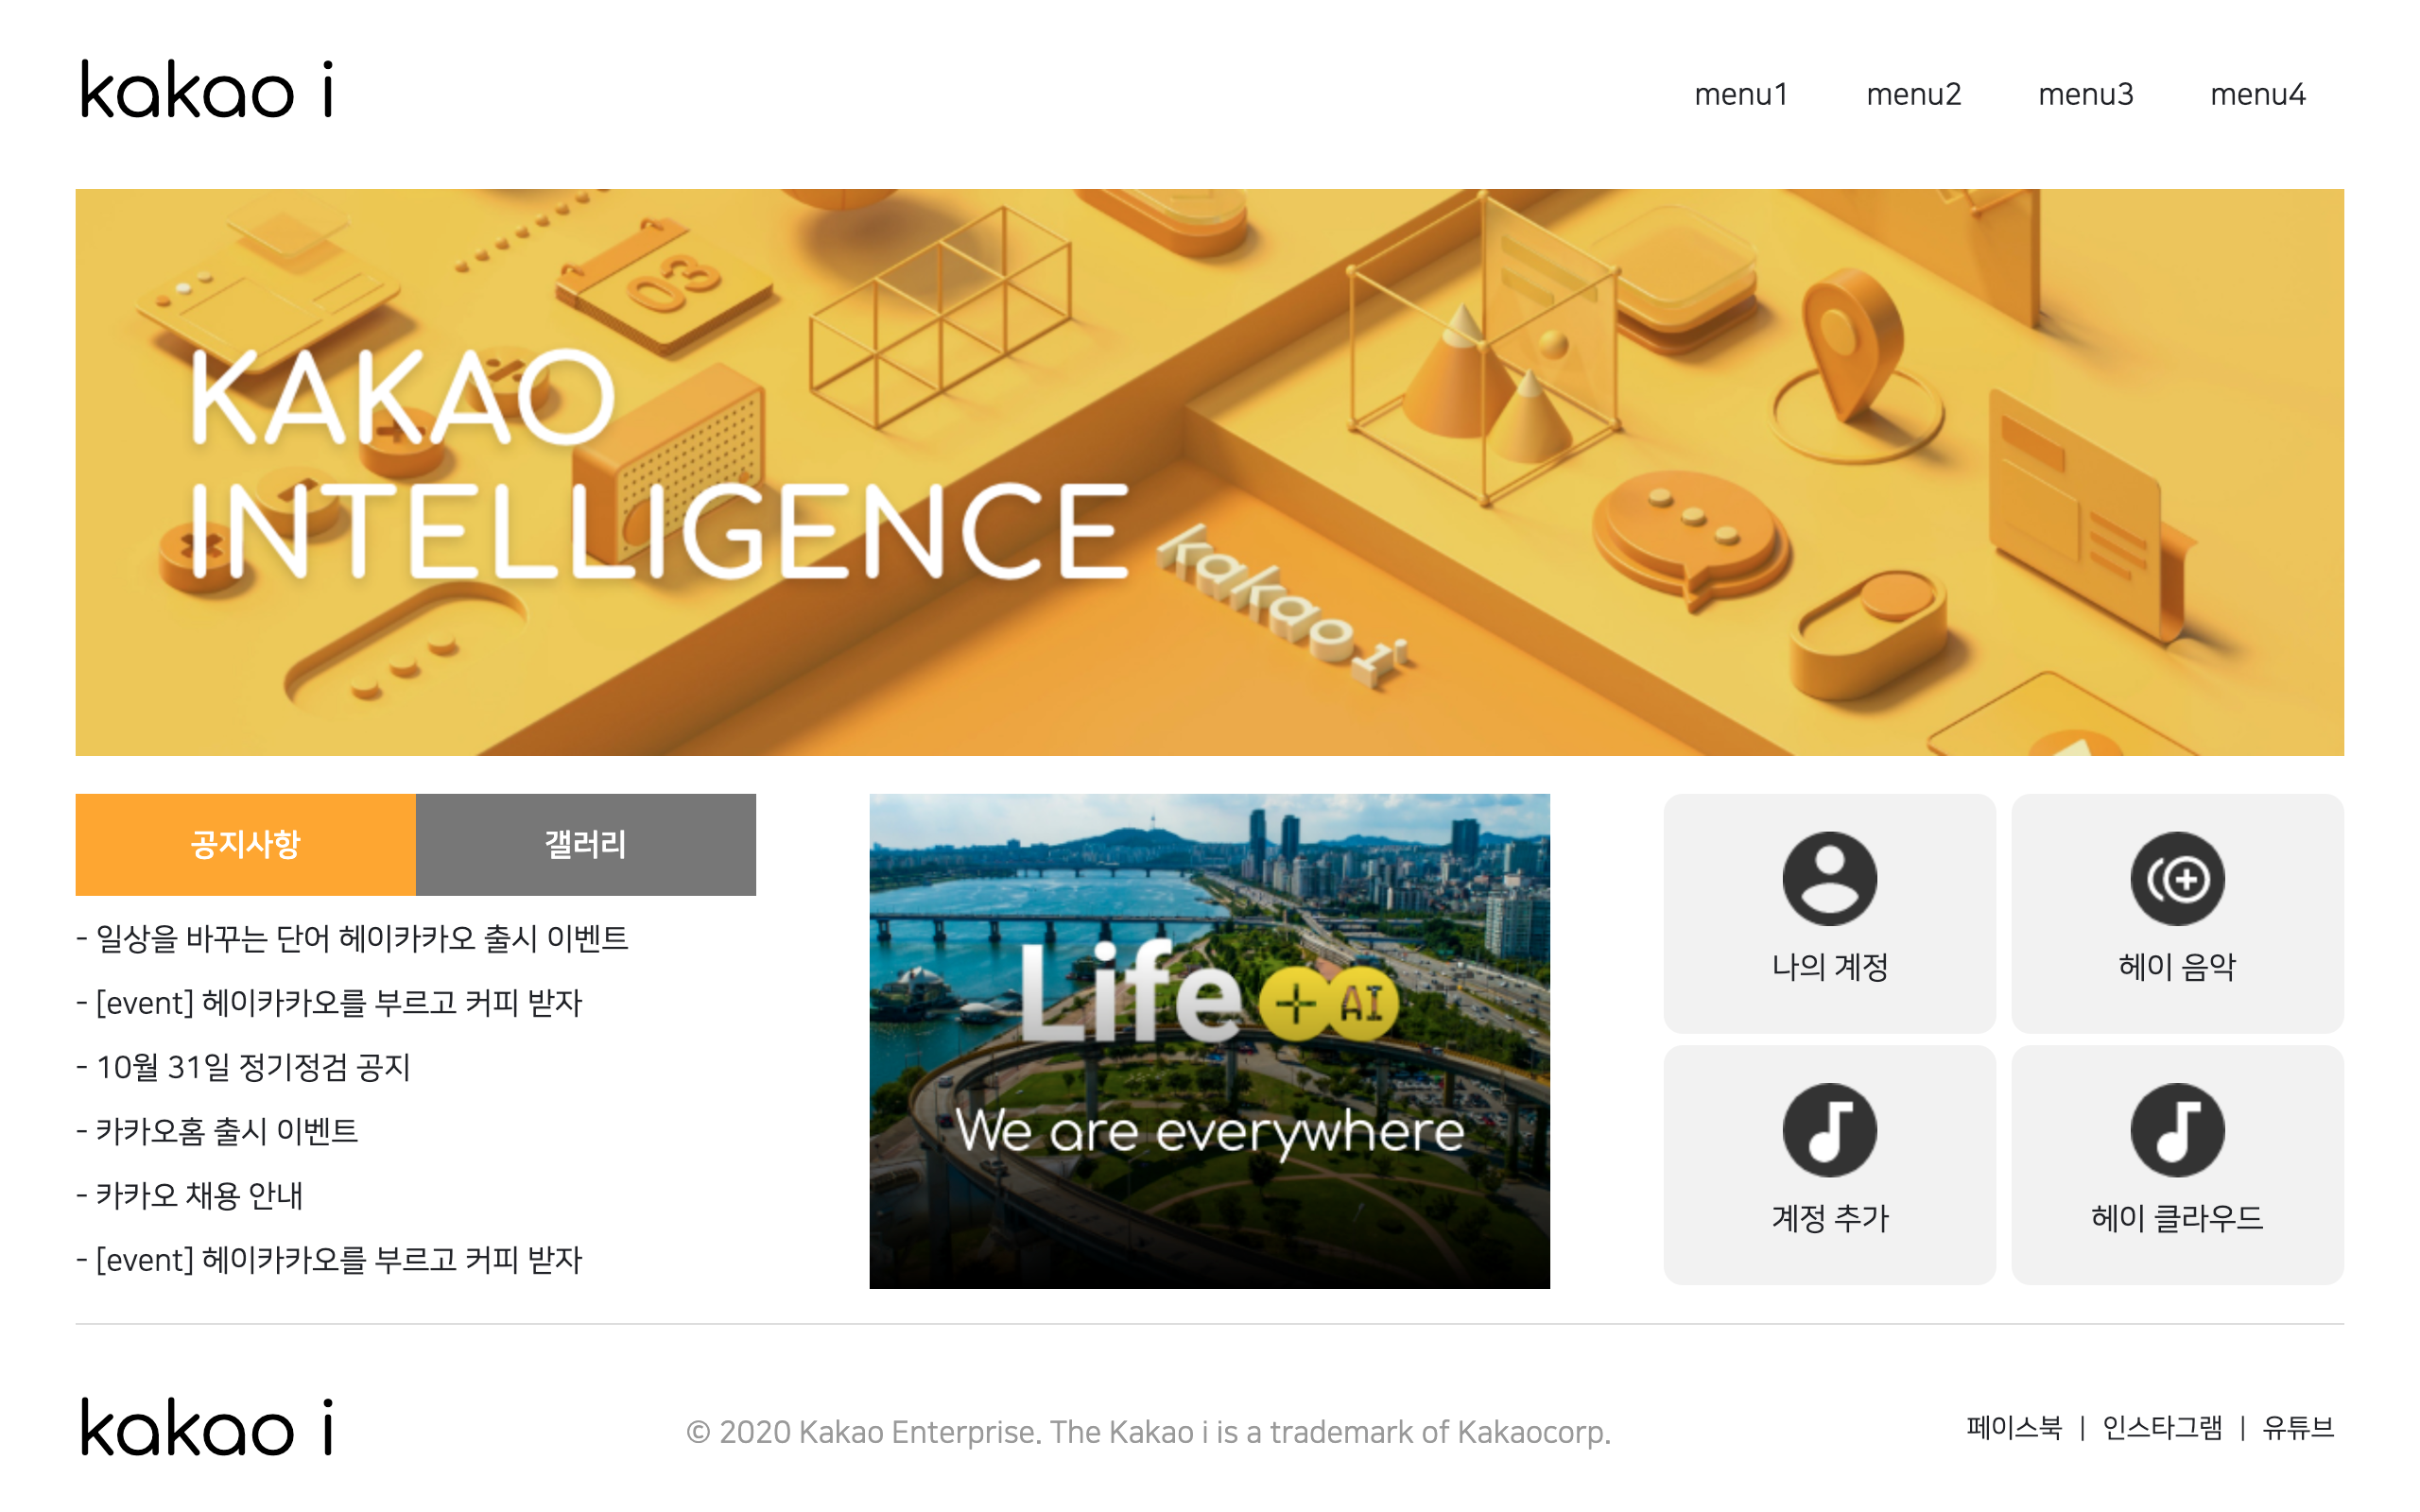 kakao i
menu1 menu2 menu3 menu4
03
KAKAO
INTELLIGENCE
kakao i
공지사항 갤러리
- 일상을 바꾸는 단어 헤이카카오 출시 이벤트
- [event] 헤이카카오를 부르고 커피 받자
- 10월 31일 정기정검 공지
- 카카오홈 출시 이벤트
- 카카오 채용 안내
- [event] 헤이카카오를 부르고 커피 받자
Life + AI
We are everywhere
나의 계정
헤이 음악
계정 추가
헤이 클라우드
kakao i
© 2020 Kakao Enterprise. The Kakao i is a trademark of Kakaocorp.
페이스북 | 인스타그램 | 유튜브